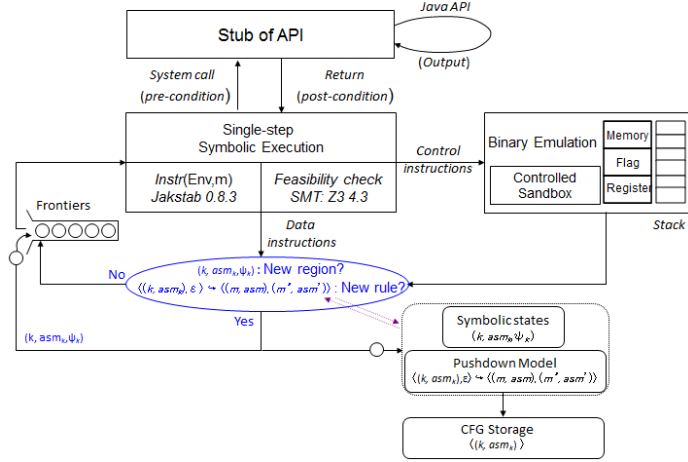 Java API
Stub of API
(Output)
System call
(pre-condition)
Return
(post-condition)
Single-step
Symbolic Execution
Control
instructions
Binary Emulation
Memory
Flag
Register
Controlled
Sandbox
Instr(Env,m)
Jakstab 0.8.3
Feasibility check
SMT: Z3 4.3
Frontiers
Stack
Data
instructions
No
(k, asmₖ,ψₖ) : New region?
⟨(k, asmₖ), ε ⟩ ↪ ⟨(m, asm), (m’, asm’)⟩ : New rule?
Yes
(k, asmₖ,ψₖ)
Symbolic states
(k, asmₖ, ψₖ)
Pushdown Model
⟨(k, asmₖ),ε⟩ ↪ ⟨(m, asm), (m’, asm’)⟩
CFG Storage
⟨(k, asmₖ) ⟩